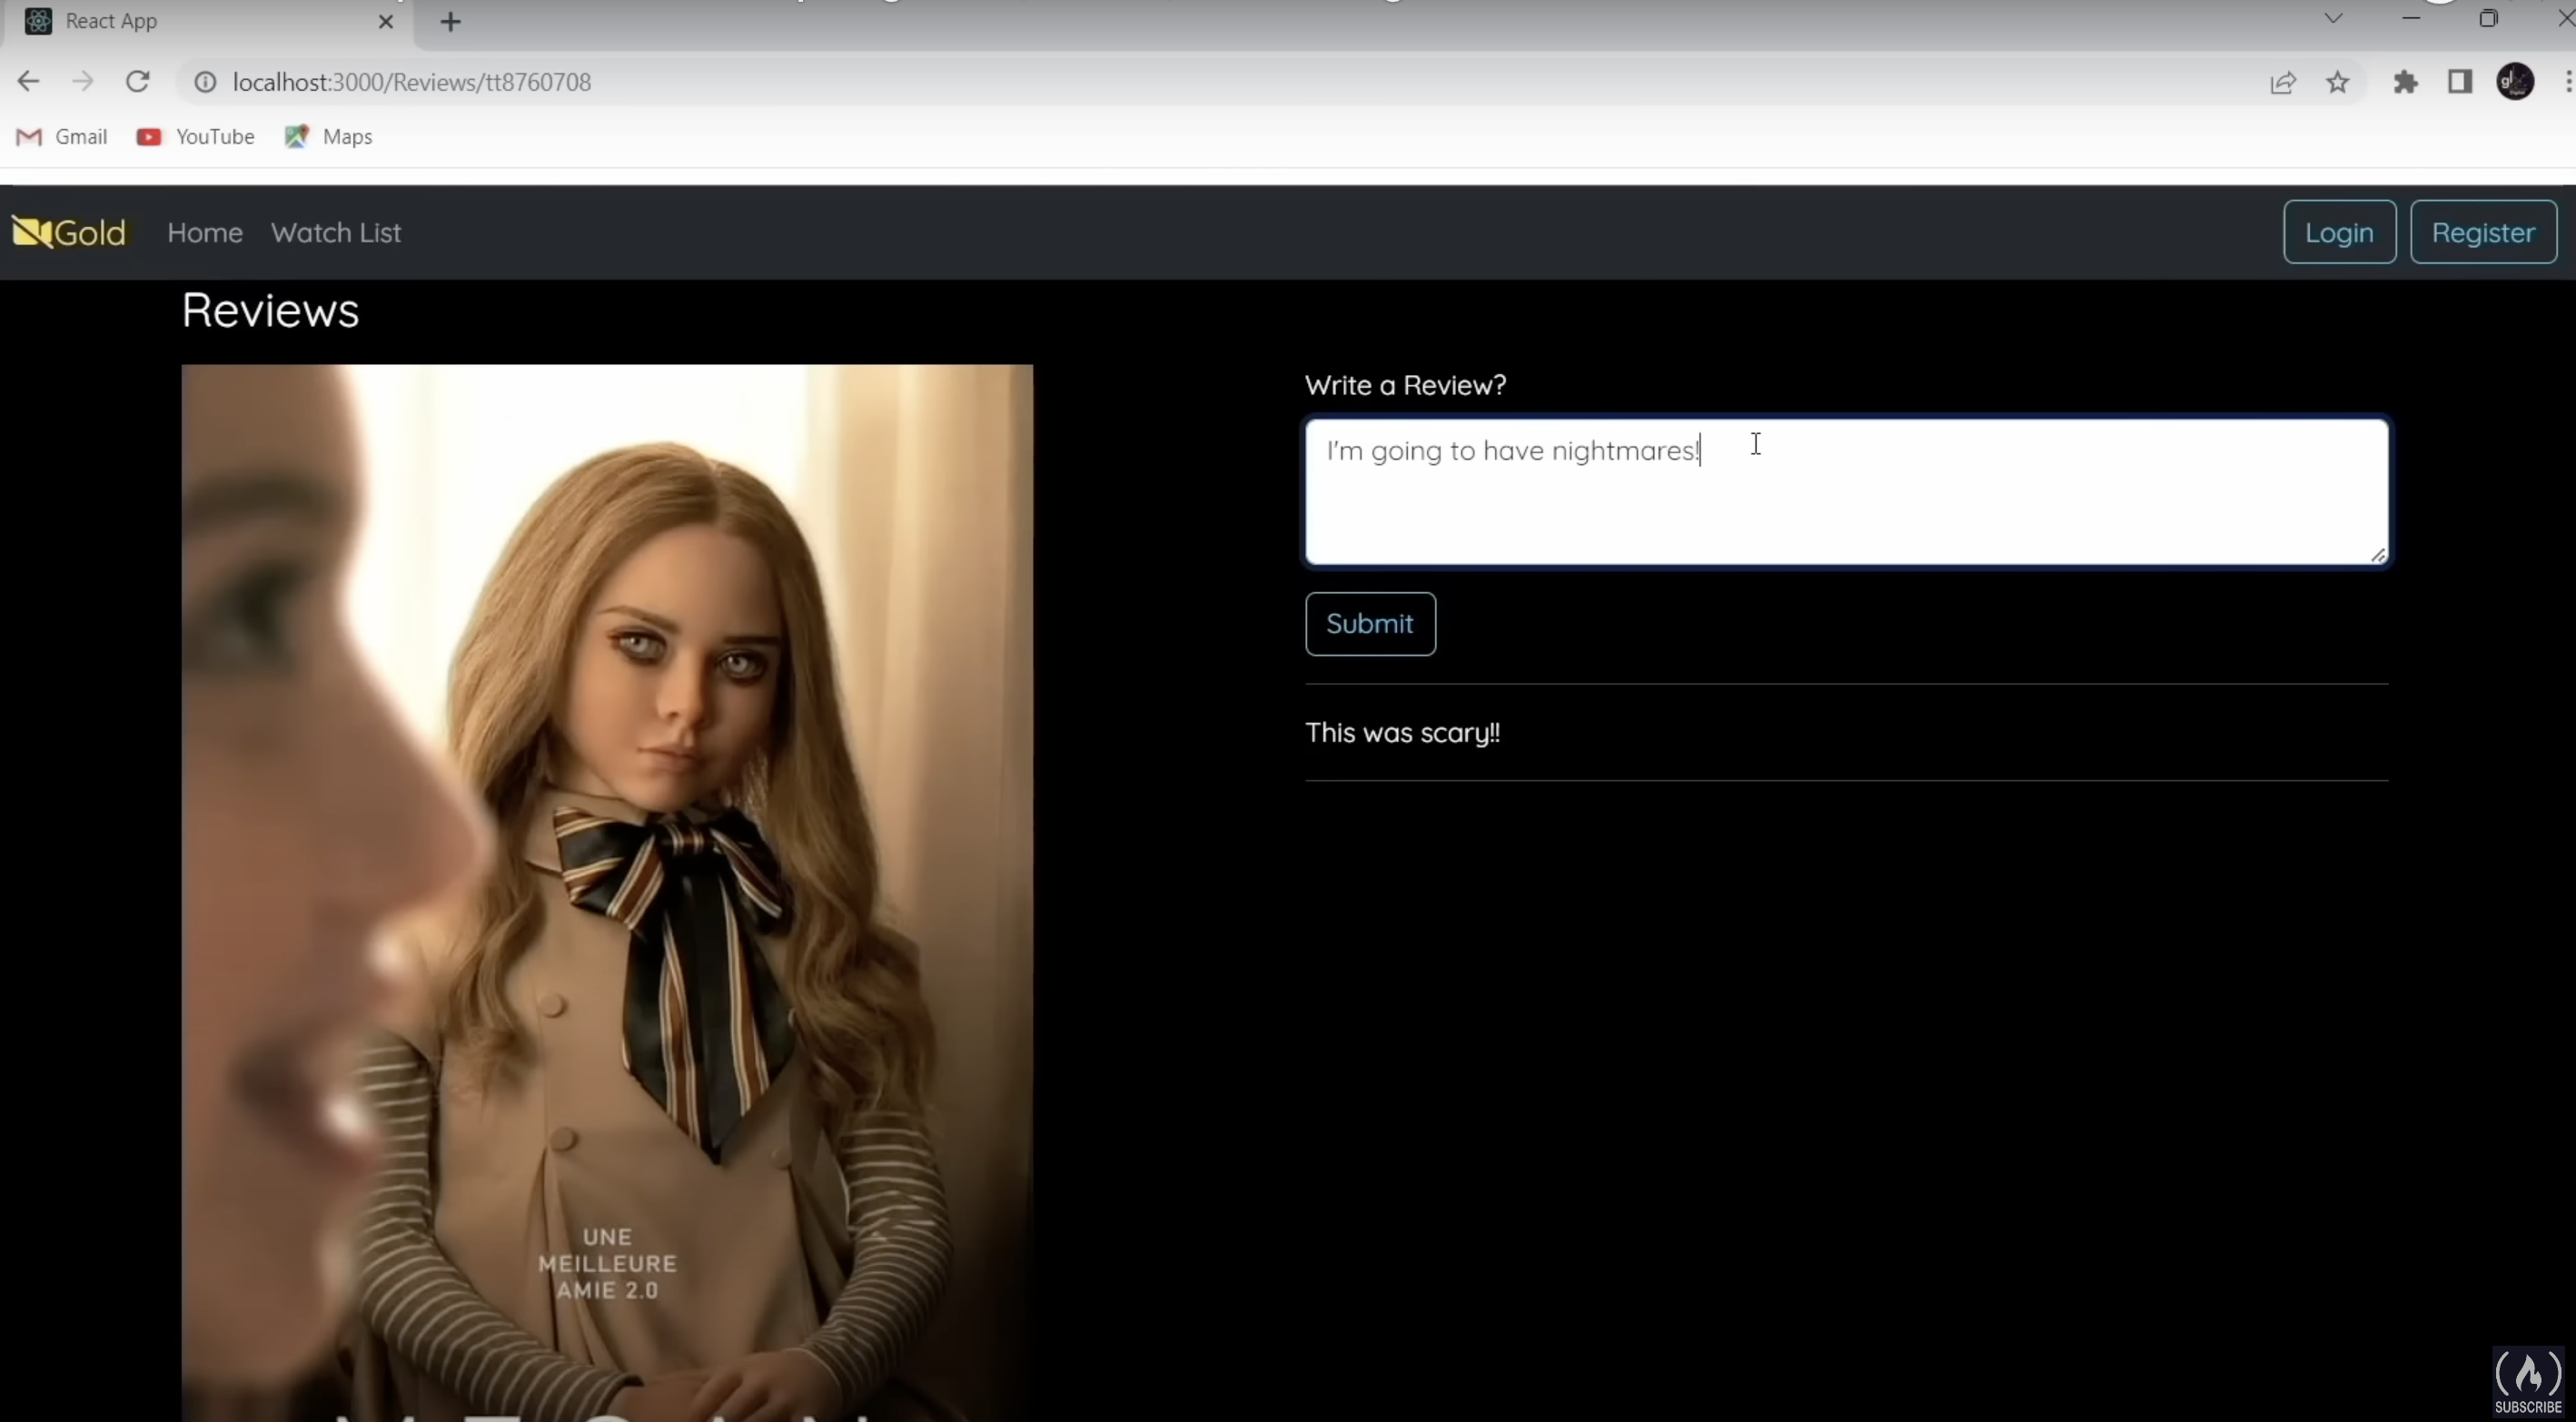 React App
localhost:3000/Reviews/tt8760708
Gmail YouTube Maps
Gold Home Watch List Login Register
Reviews
Write a Review?
I'm going to have nightmares!
Submit
This was scary!!
UNE
MEILLEURE
AMIE 2.0
SUBSCRIBE